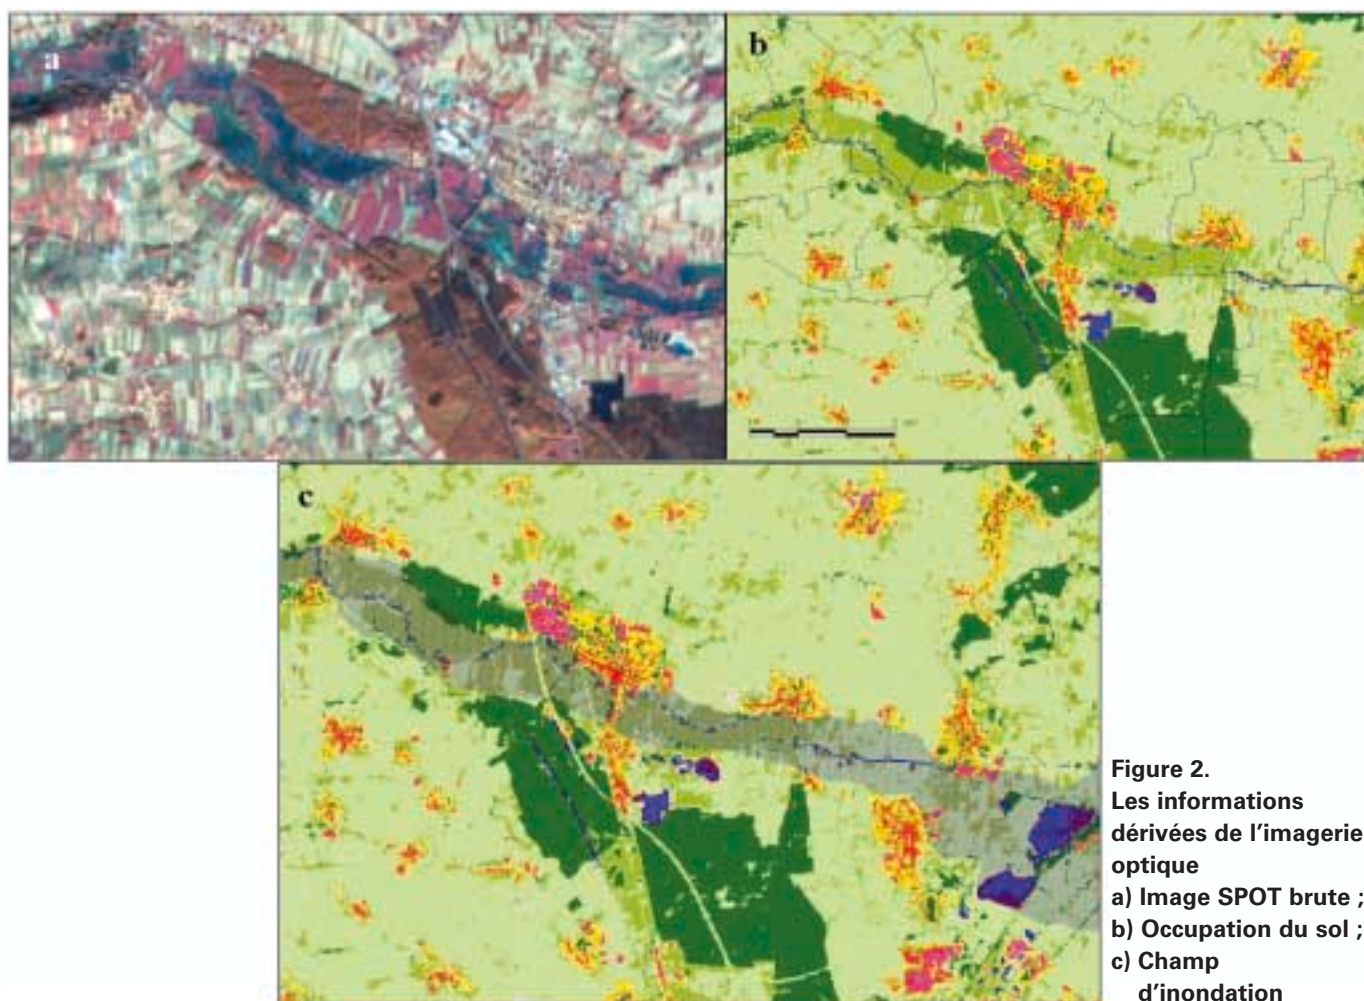 a
b
c
Figure 2.
Les informations
dérivées de l'imagerie
optique
a) Image SPOT brute ;
b) Occupation du sol ;
c) Champ
d'inondation